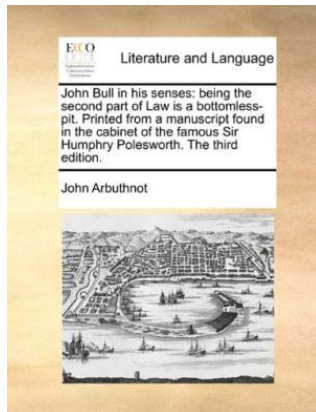 ECCO
Literature and Language
John Bull in his senses: being the
second part of Law is a bottomless-
pit. Printed from a manuscript found
in the cabinet of the famous Sir
Humphry Polesworth. The third
edition.
John Arbuthnot